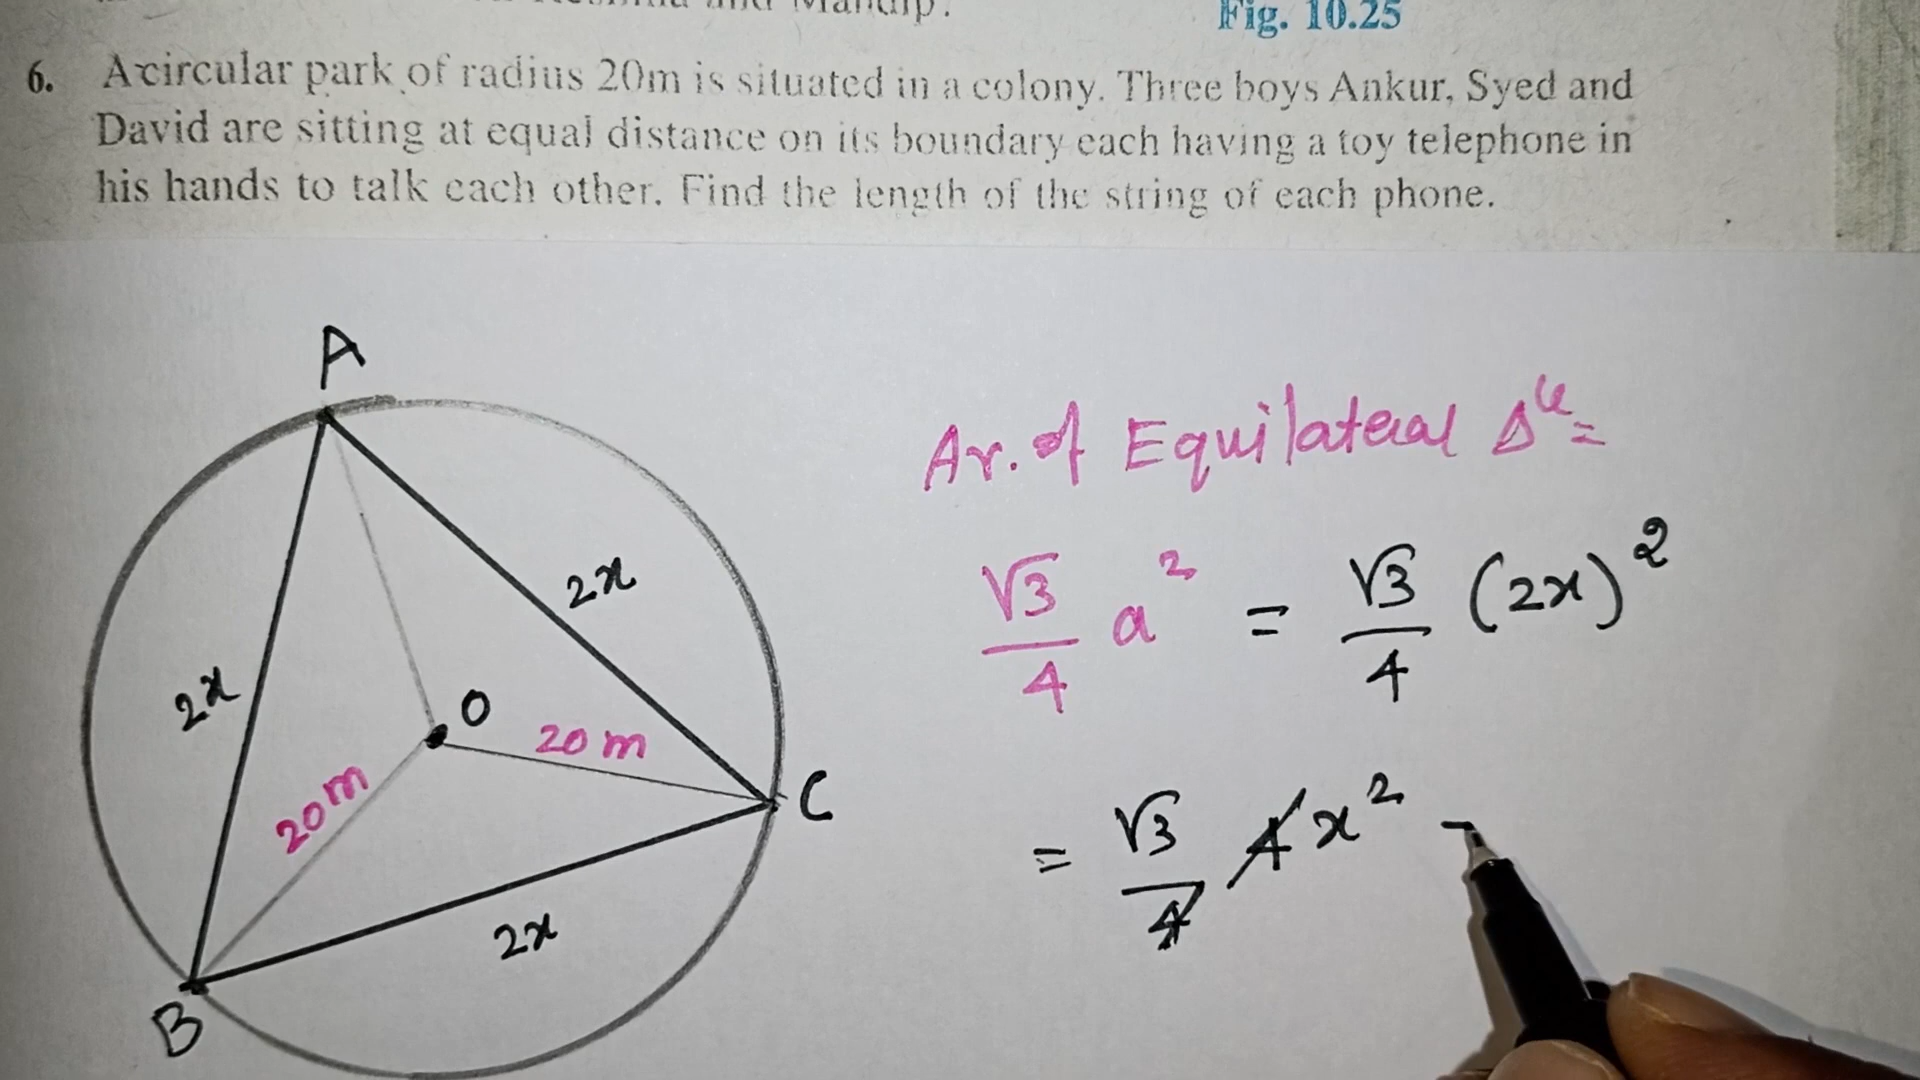 Fig. 10.25
6. A circular park of radius 20m is situated in a colony. Three boys Ankur, Syed and
David are sitting at equal distance on its boundary each having a toy telephone in
his hands to talk each other. Find the length of the string of each phone.
A
Ar. of Equilateral Δle =
√3/4 a² = √3/4 (2x)²
2x
2x
O
20 m
20 m
C
= √3/4 4x²
2x
B